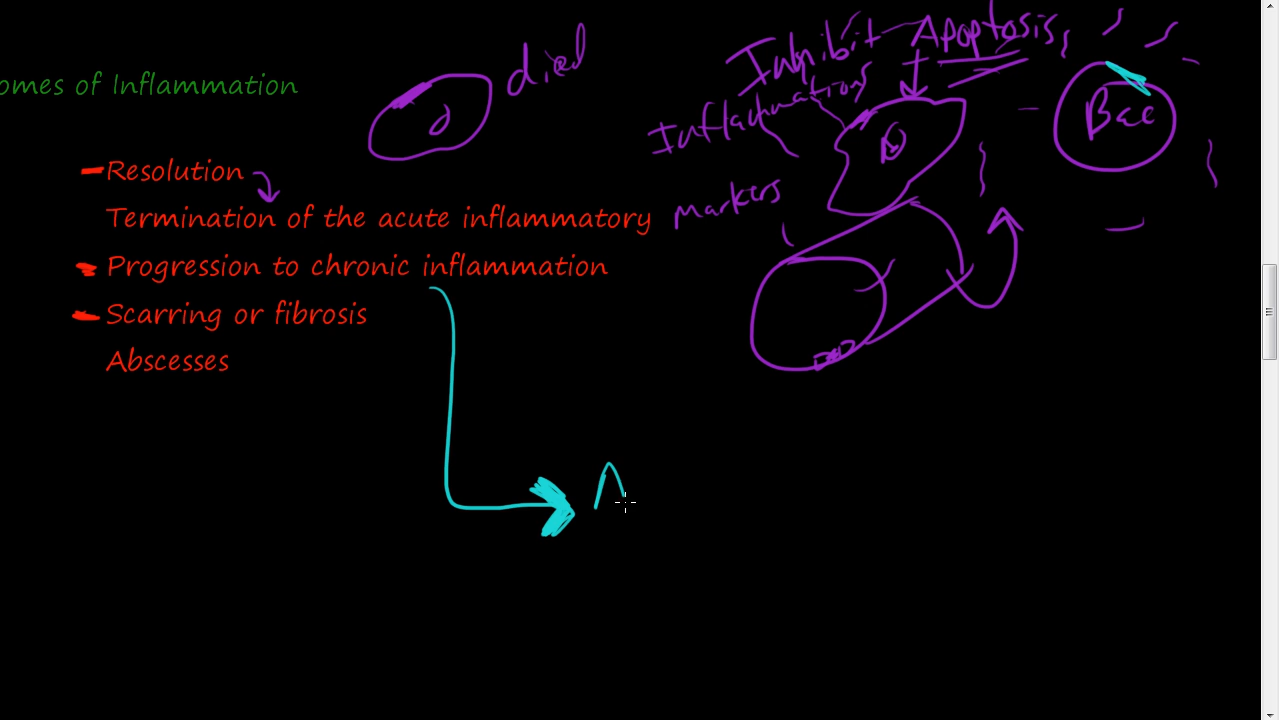 omes of Inflammation
Resolution
Termination of the acute inflammatory
Progression to chronic inflammation
Scarring or fibrosis
Abscesses
died
Inhibit Apoptosis
Inflammatory
markers
N
Bac